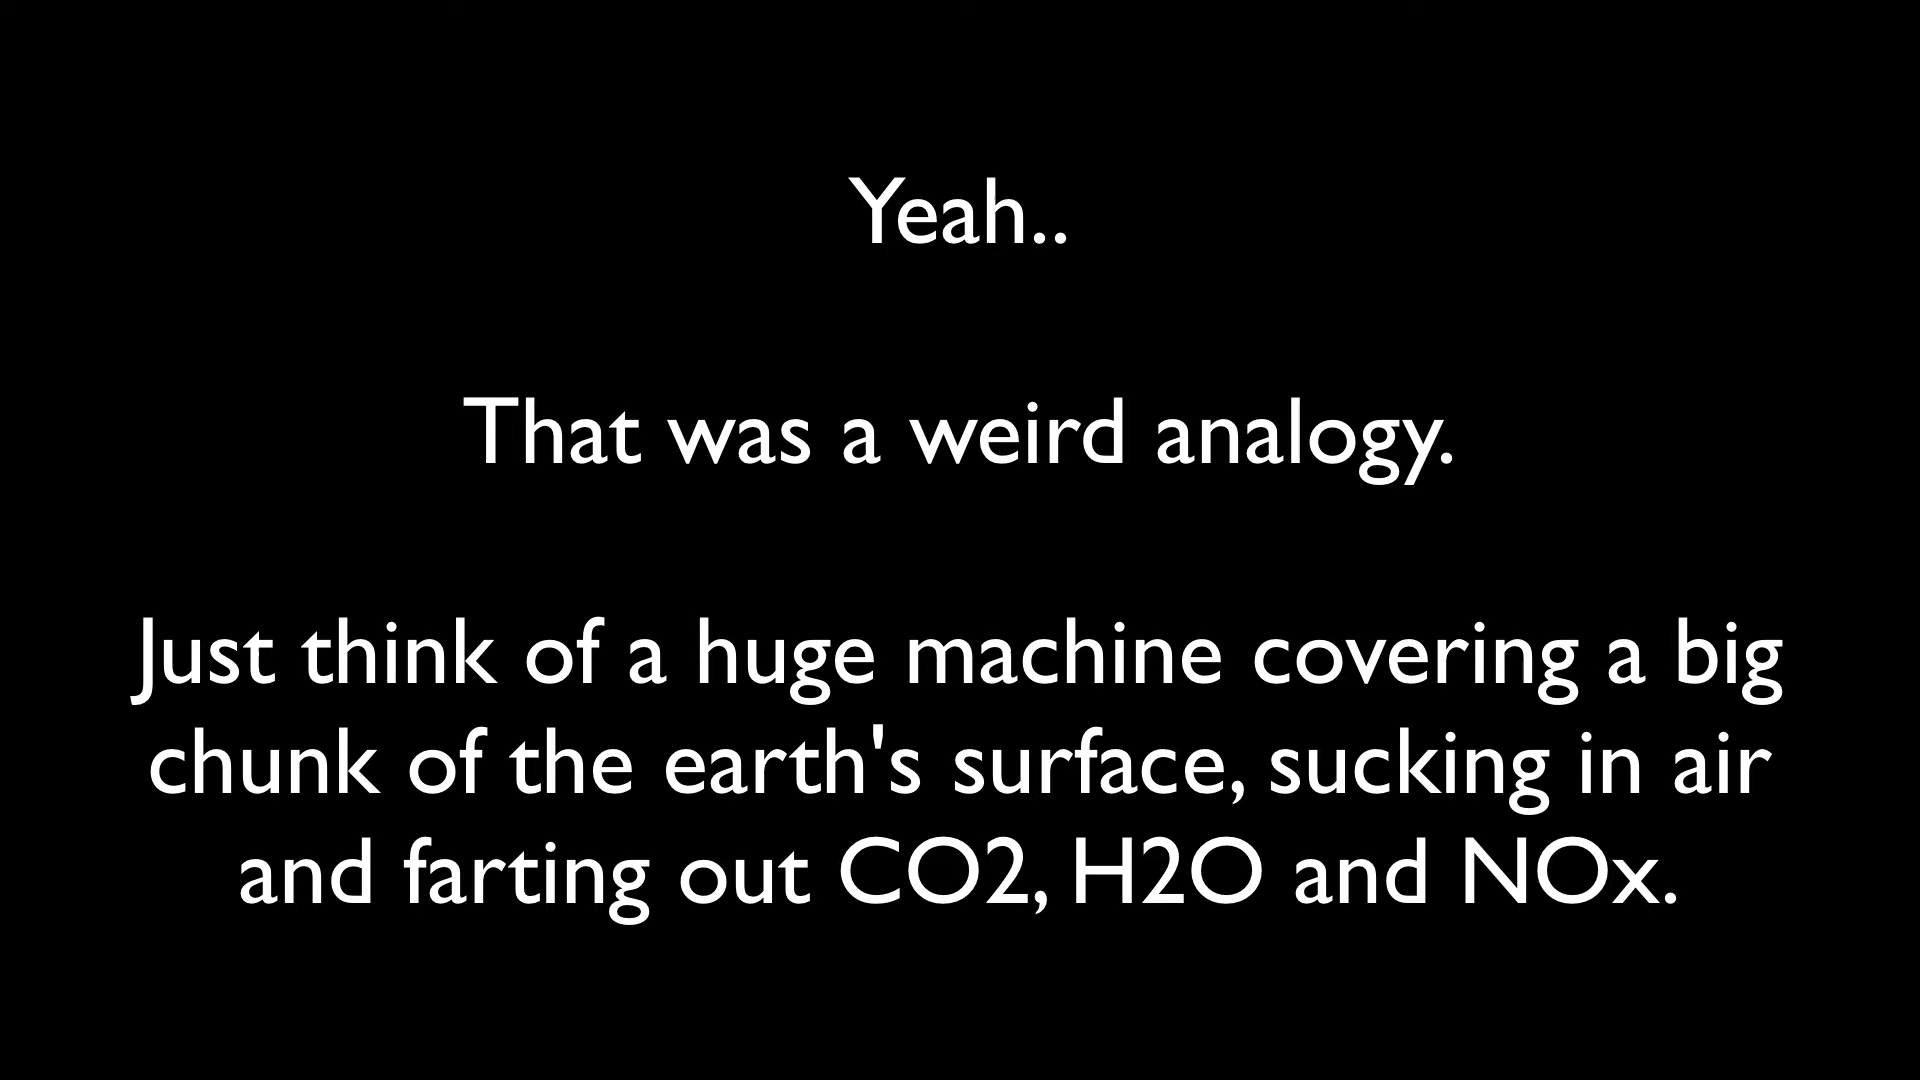 Yeah..
That was a weird analogy.
Just think of a huge machine covering a big
chunk of the earth's surface, sucking in air
and farting out CO2, H2O and NOx.